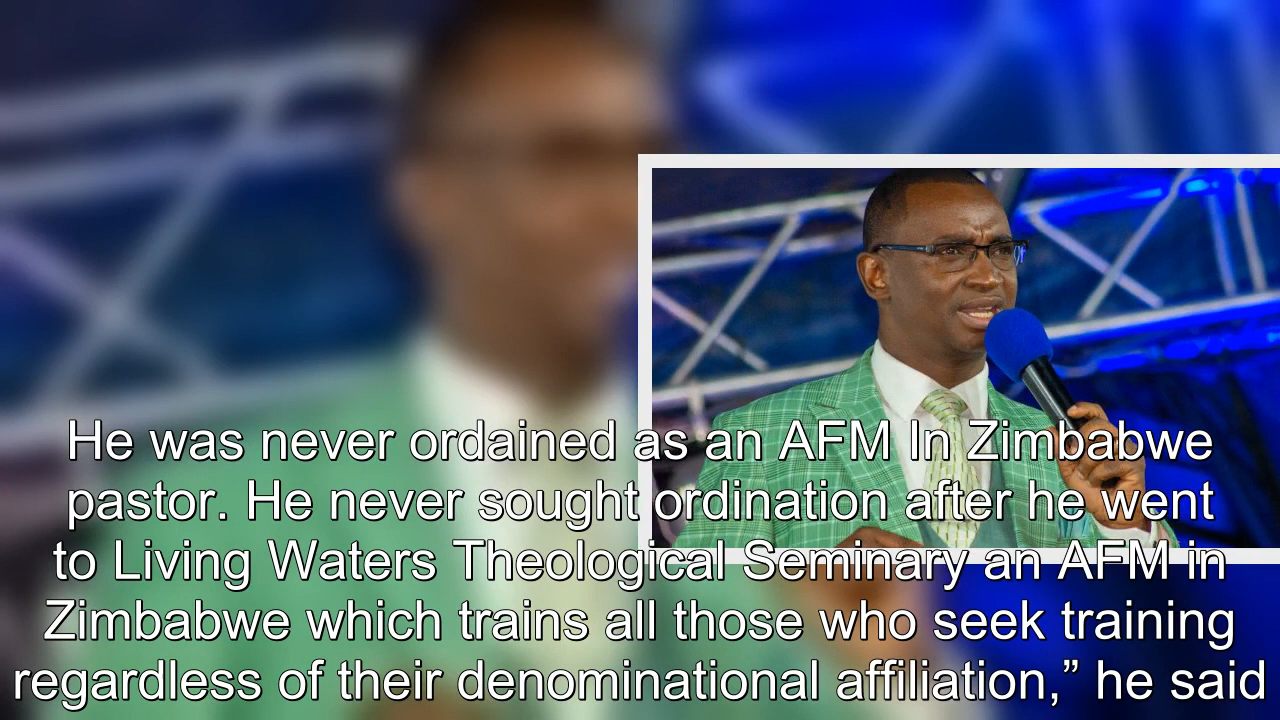 He was never ordained as an AFM In Zimbabwe
pastor. He never sought ordination after he went
to Living Waters Theological Seminary an AFM in
Zimbabwe which trains all those who seek training
regardless of their denominational affiliation,” he said